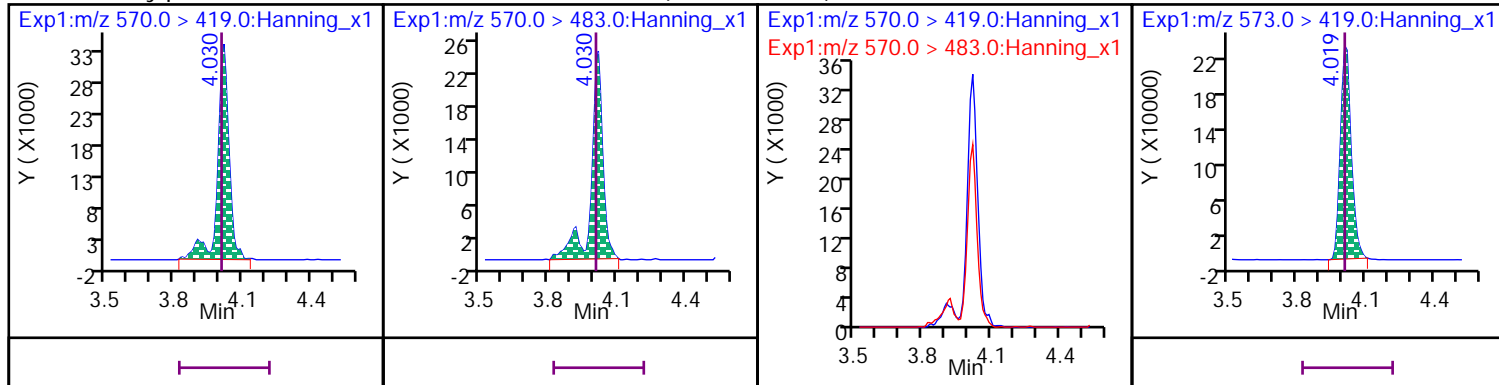 Exp1:m/z 570.0 > 419.0:Hanning_x1
4.030
Y ( X1000)
33
28
23
18
13
8
3
-2
3.5 3.8 4.1 4.4
Min
Exp1:m/z 570.0 > 483.0:Hanning_x1
4.030
Y ( X1000)
26
22
18
14
10
6
2
-2
3.5 3.8 4.1 4.4
Min
Exp1:m/z 570.0 > 419.0:Hanning_x1
Exp1:m/z 570.0 > 483.0:Hanning_x1
Y ( X1000)
36
32
28
24
20
16
12
8
4
0
3.5 3.8 4.1 4.4
Min
Exp1:m/z 573.0 > 419.0:Hanning_x1
4.019
Y ( X10000)
22
18
14
10
6
2
-2
3.5 3.8 4.1 4.4
Min